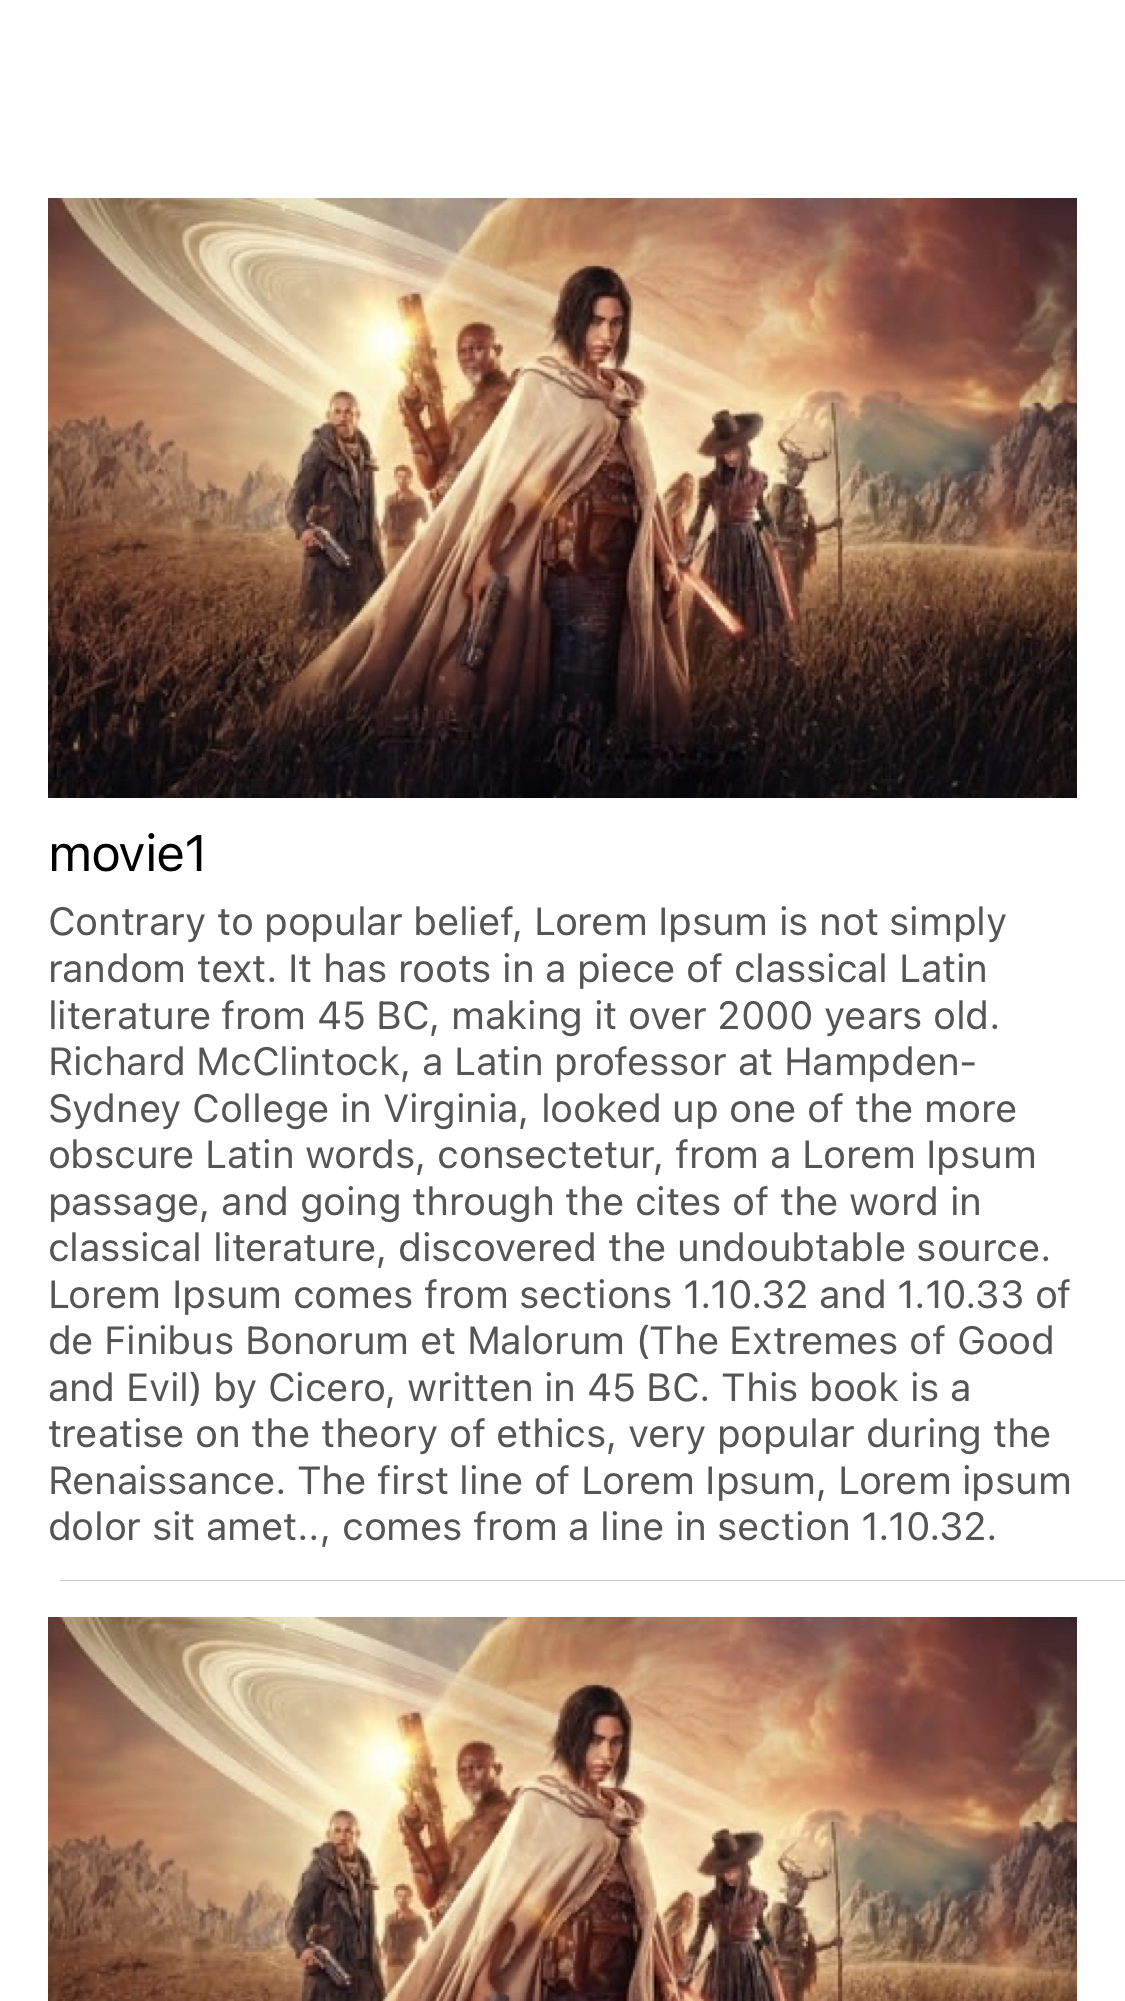 movie1
Contrary to popular belief, Lorem Ipsum is not simply
random text. It has roots in a piece of classical Latin
literature from 45 BC, making it over 2000 years old.
Richard McClintock, a Latin professor at Hampden-
Sydney College in Virginia, looked up one of the more
obscure Latin words, consectetur, from a Lorem Ipsum
passage, and going through the cites of the word in
classical literature, discovered the undoubtable source.
Lorem Ipsum comes from sections 1.10.32 and 1.10.33 of
de Finibus Bonorum et Malorum (The Extremes of Good
and Evil) by Cicero, written in 45 BC. This book is a
treatise on the theory of ethics, very popular during the
Renaissance. The first line of Lorem Ipsum, Lorem ipsum
dolor sit amet.., comes from a line in section 1.10.32.